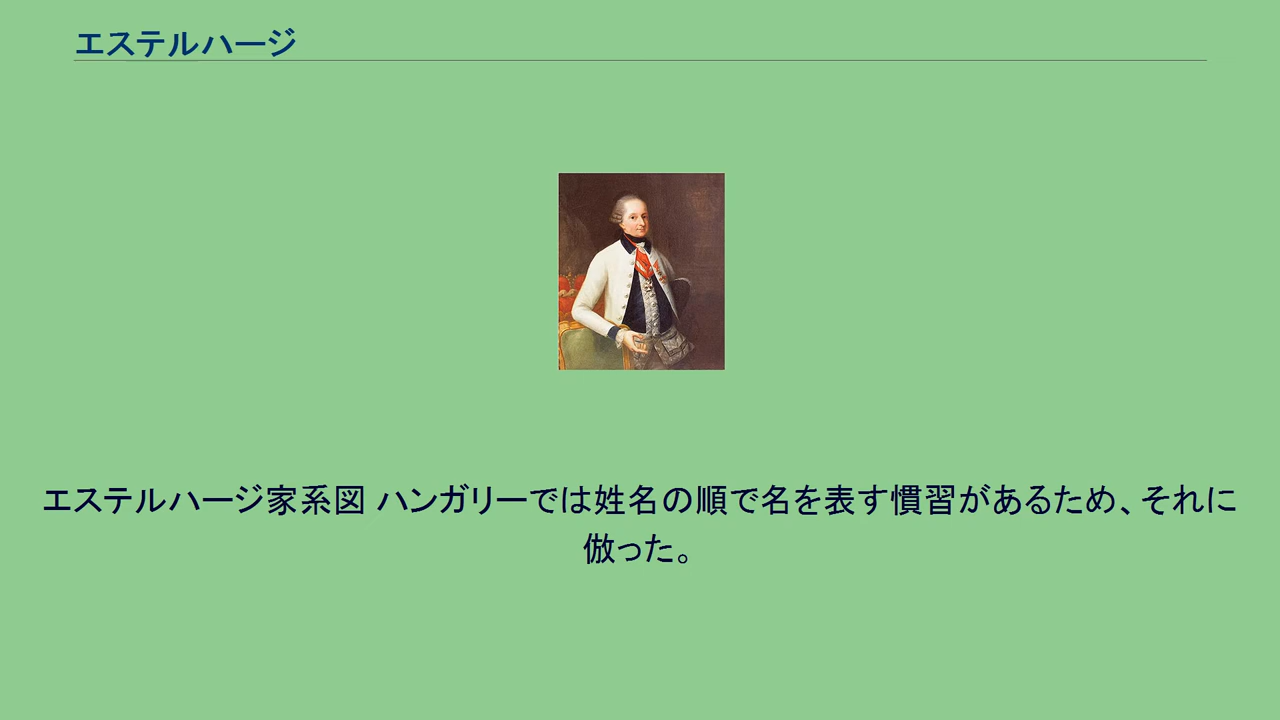 エステルハージ
エステルハージ家系図 ハンガリーでは姓名の順で名を表す慣習があるため、それに
倣った。